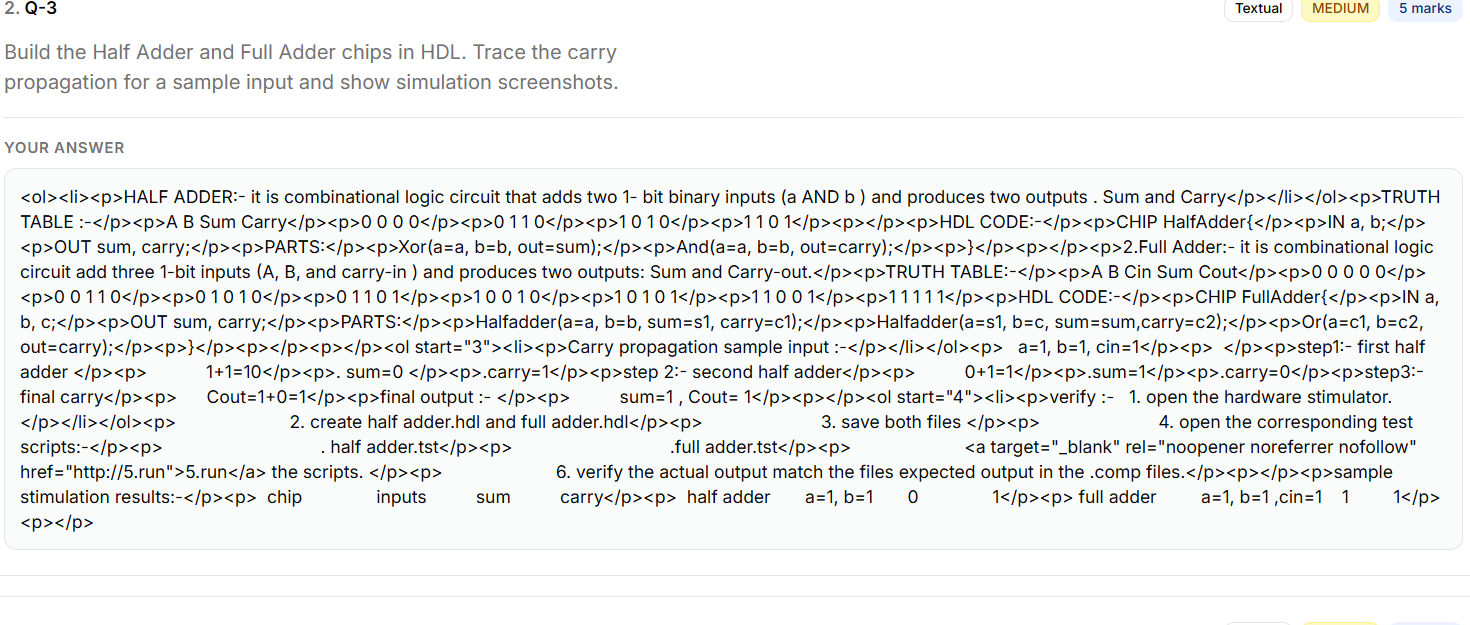 2. Q-3
Textual MEDIUM 5 marks
Build the Half Adder and Full Adder chips in HDL. Trace the carry
propagation for a sample input and show simulation screenshots.
YOUR ANSWER
<ol><li><p>HALF ADDER:- it is combinational logic circuit that adds two 1- bit binary inputs (a AND b ) and produces two outputs . Sum and Carry</p></li></ol><p>TRUTH
TABLE :-</p><p>A B Sum Carry</p><p>0 0 0 0</p><p>0 1 1 0</p><p>1 0 1 0</p><p>1 1 0 1</p><p></p><p>HDL CODE:-</p><p>CHIP HalfAdder{</p><p>IN a, b;</p>
<p>OUT sum, carry;</p><p>PARTS:</p><p>Xor(a=a, b=b, out=sum);</p><p>And(a=a, b=b, out=carry);</p><p>}</p><p></p><p>2.Full Adder:- it is combinational logic
circuit add three 1-bit inputs (A, B, and carry-in ) and produces two outputs: Sum and Carry-out.</p><p>TRUTH TABLE:-</p><p>A B Cin Sum Cout</p><p>0 0 0 0 0</p>
<p>0 0 1 1 0</p><p>0 1 0 1 0</p><p>0 1 1 0 1</p><p>1 0 0 1 0</p><p>1 0 1 0 1</p><p>1 1 0 0 1</p><p>1 1 1 1 1</p><p>HDL CODE:-</p><p>CHIP FullAdder{</p><p>IN a,
b, c;</p><p>OUT sum, carry;</p><p>PARTS:</p><p>Halfadder(a=a, b=b, sum=s1, carry=c1);</p><p>Halfadder(a=s1, b=c, sum=sum,carry=c2);</p><p>Or(a=c1, b=c2,
out=carry);</p><p>}</p><p></p><p></p><ol start="3"><li><p>Carry propagation sample input :-</p></li></ol><p> a=1, b=1, cin=1</p><p> </p><p>step1:- first half
adder </p><p> 1+1=10</p><p>. sum=0 </p><p>.carry=1</p><p>step 2:- second half adder</p><p> 0+1=1</p><p>.sum=1</p><p>.carry=0</p><p>step3:-
final carry</p><p> Cout=1+0=1</p><p>final output :- </p><p> sum=1 , Cout= 1</p><p></p><ol start="4"><li><p>verify :- 1. open the hardware stimulator.
</p></li></ol><p> 2. create half adder.hdl and full adder.hdl</p><p> 3. save both files </p><p> 4. open the corresponding test
scripts:-</p><p> . half adder.tst</p><p> .full adder.tst</p><p> <a target="_blank" rel="noopener noreferrer nofollow"
href="http://5.run">5.run</a> the scripts. </p><p> 6. verify the actual output match the files expected output in the .comp files.</p><p></p><p>sample
stimulation results:-</p><p> chip inputs sum carry</p><p> half adder a=1, b=1 0 1</p><p> full adder a=1, b=1 ,cin=1 1 1</p>
<p></p>